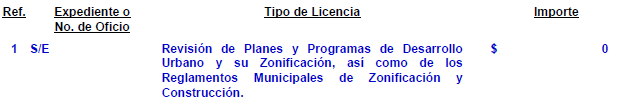 Ref. Expediente o Tipo de Licencia Importe
No. de Oficio
1 S/E Revisión de Planes y Programas de Desarrollo $ 0
Urbano y su Zonificación, así como de los
Reglamentos Municipales de Zonificación y
Construcción.